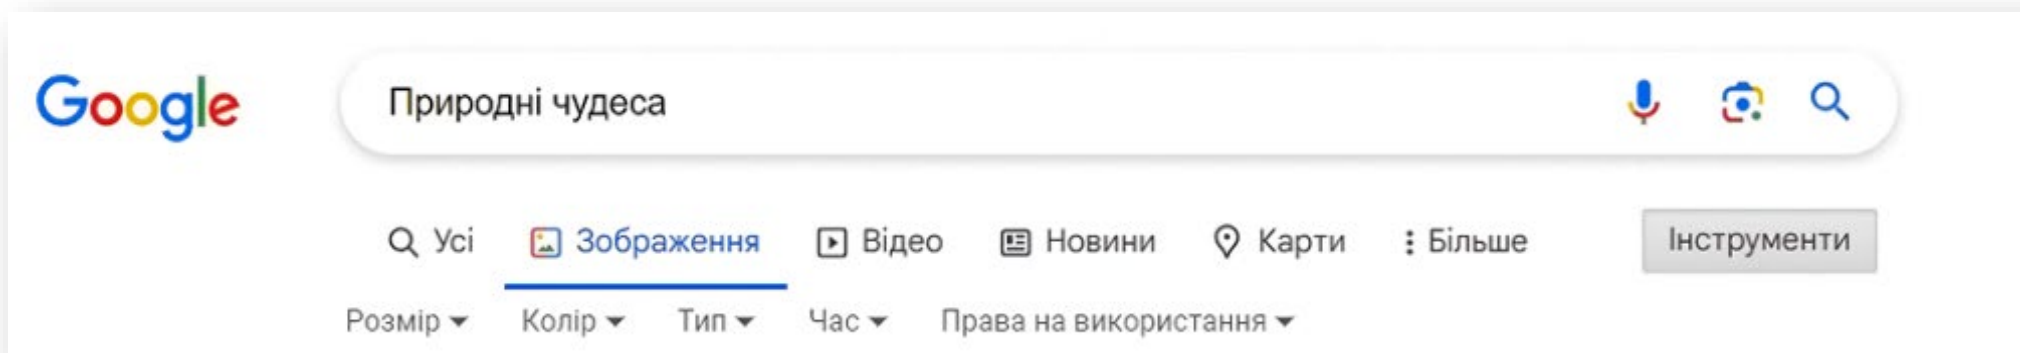 Google Природні чудеса
Усі Зображення Відео Новини Карти Більше Інструменти
Розмір Колір Тип Час Права на використання